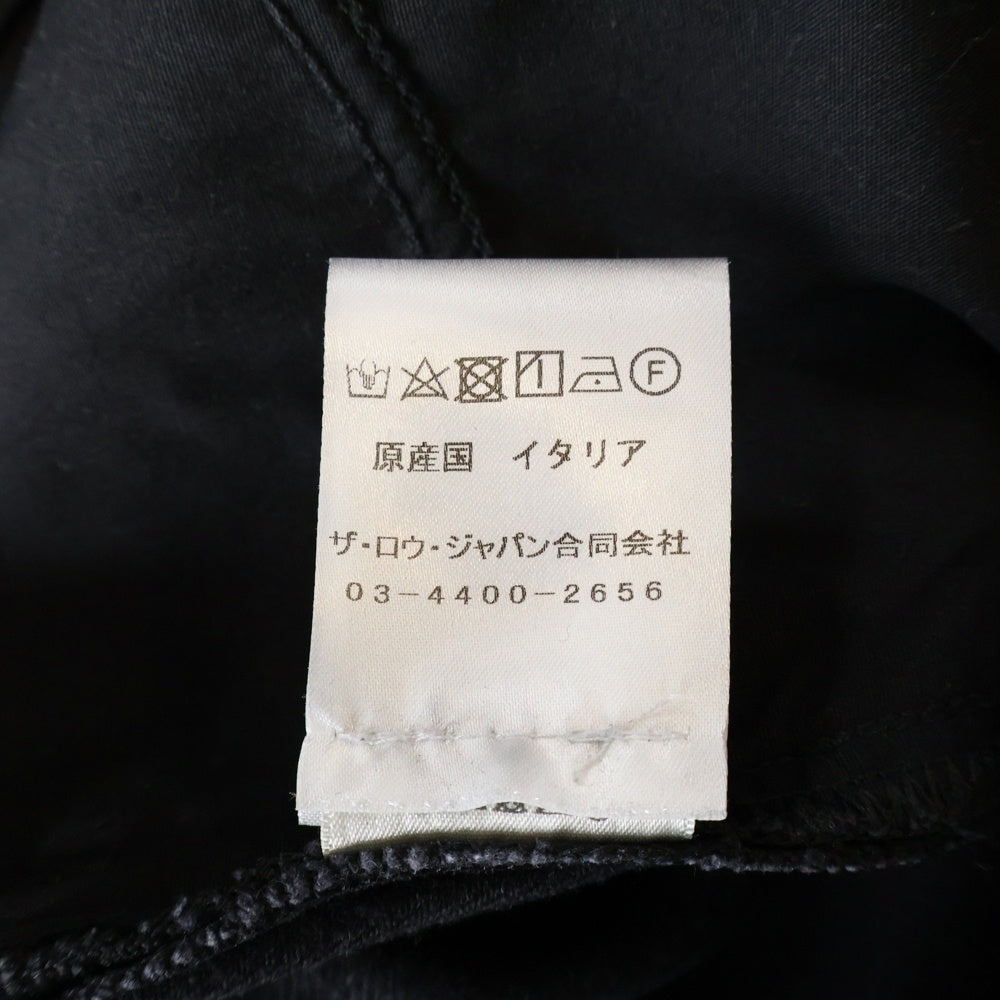 F
原産国 イタリア
ザ・ロウ・ジャパン合同会社
03-4400-2656